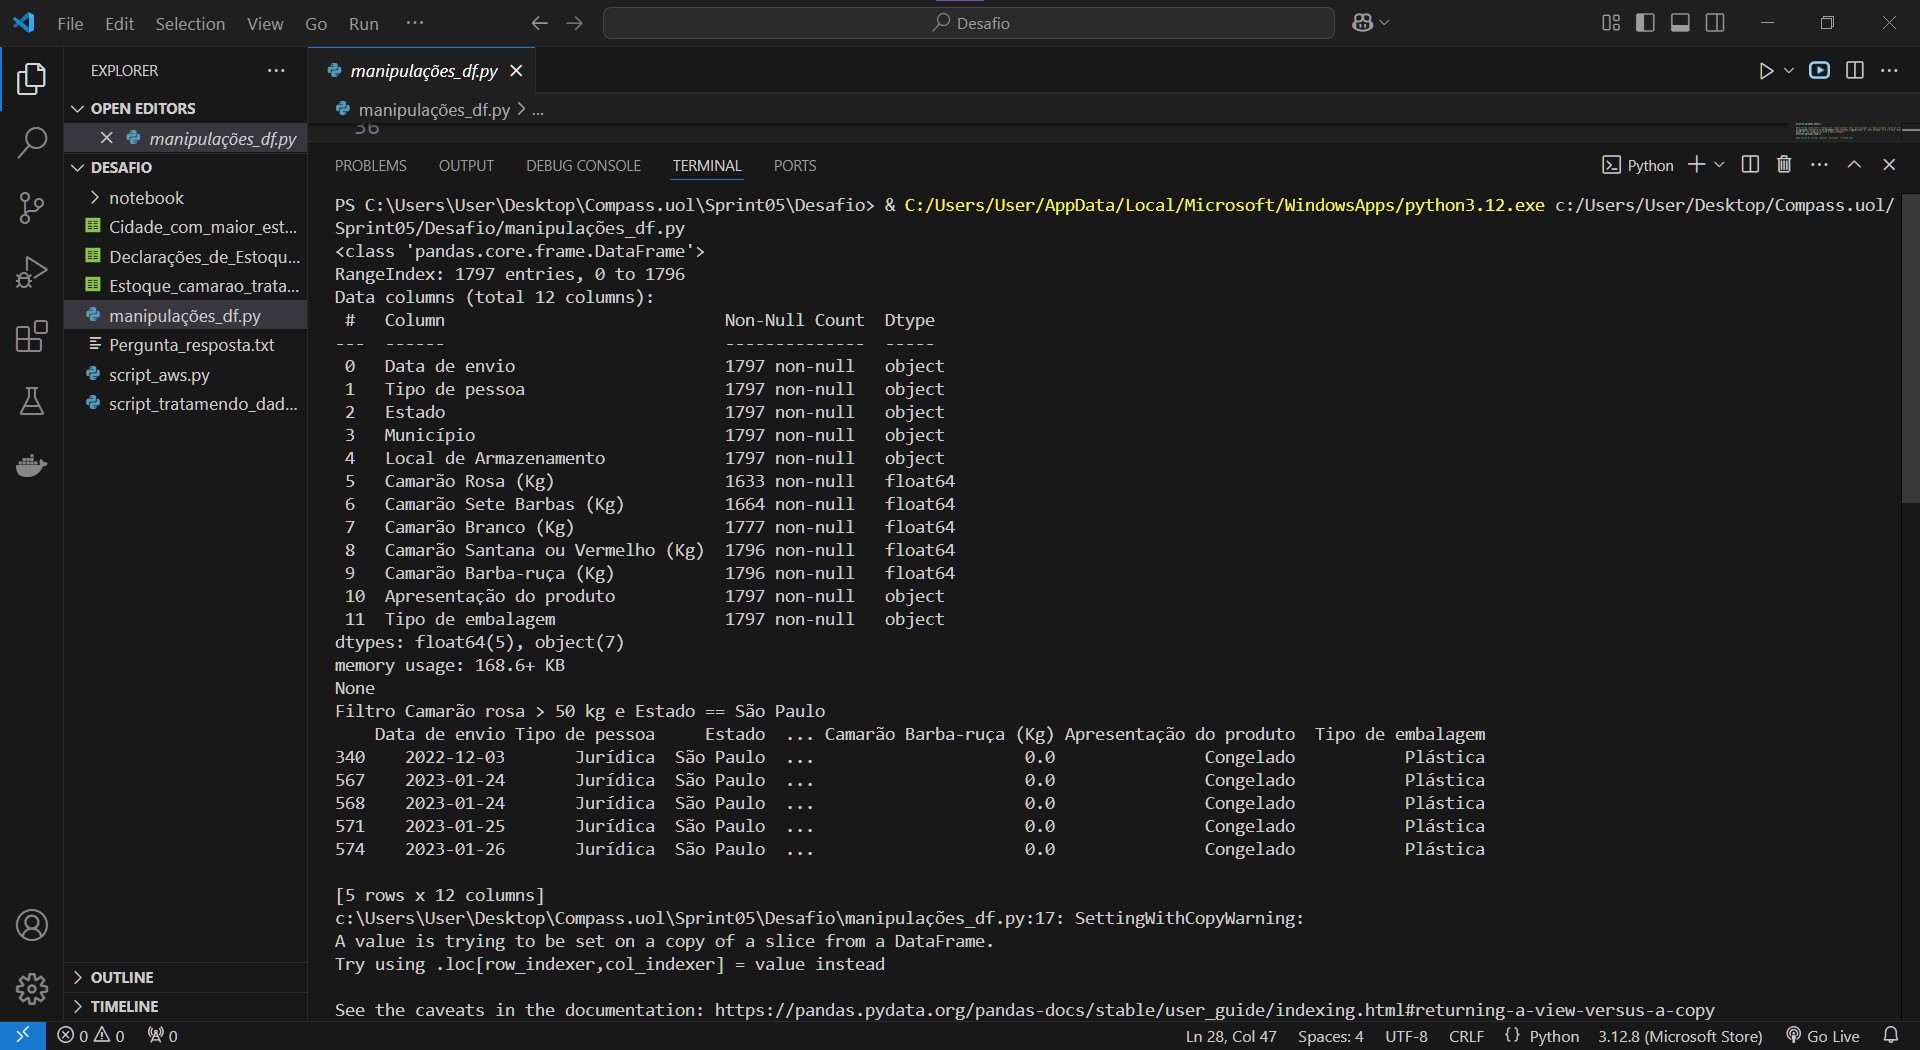 File Edit Selection View Go Run ···
Desafio
EXPLORER ···
OPEN EDITORS
manipulações_df.py
DESAFIO
notebook
Cidade_com_maior_est...
Declarações_de_Estoqu...
Estoque_camarao_trata...
manipulações_df.py
Pergunta_resposta.txt
script_aws.py
script_tratamendo_dad...
OUTLINE
TIMELINE
manipulações_df.py
manipulações_df.py > ...
36
PROBLEMS OUTPUT DEBUG CONSOLE TERMINAL PORTS
Python
PS C:\Users\User\Desktop\Compass.uol\Sprint05\Desafio> & C:/Users/User/AppData/Local/Microsoft/WindowsApps/python3.12.exe c:/Users/User/Desktop/Compass.uol/
Sprint05/Desafio/manipulações_df.py
<class 'pandas.core.frame.DataFrame'>
RangeIndex: 1797 entries, 0 to 1796
Data columns (total 12 columns):
# Column Non-Null Count Dtype
--- ------ -------------- -----
0 Data de envio 1797 non-null object
1 Tipo de pessoa 1797 non-null object
2 Estado 1797 non-null object
3 Município 1797 non-null object
4 Local de Armazenamento 1797 non-null object
5 Camarão Rosa (Kg) 1633 non-null float64
6 Camarão Sete Barbas (Kg) 1664 non-null float64
7 Camarão Branco (Kg) 1777 non-null float64
8 Camarão Santana ou Vermelho (Kg) 1796 non-null float64
9 Camarão Barba-ruça (Kg) 1796 non-null float64
10 Apresentação do produto 1797 non-null object
11 Tipo de embalagem 1797 non-null object
dtypes: float64(5), object(7)
memory usage: 168.6+ KB
None
Filtro Camarão rosa > 50 kg e Estado == São Paulo
Data de envio Tipo de pessoa Estado ... Camarão Barba-ruça (Kg) Apresentação do produto Tipo de embalagem
340 2022-12-03 Jurídica São Paulo ... 0.0 Congelado Plástica
567 2023-01-24 Jurídica São Paulo ... 0.0 Congelado Plástica
568 2023-01-24 Jurídica São Paulo ... 0.0 Congelado Plástica
571 2023-01-25 Jurídica São Paulo ... 0.0 Congelado Plástica
574 2023-01-26 Jurídica São Paulo ... 0.0 Congelado Plástica
[5 rows x 12 columns]
c:\Users\User\Desktop\Compass.uol\Sprint05\Desafio\manipulações_df.py:17: SettingWithCopyWarning:
A value is trying to be set on a copy of a slice from a DataFrame.
Try using .loc[row_indexer,col_indexer] = value instead
See the caveats in the documentation: https://pandas.pydata.org/pandas-docs/stable/user_guide/indexing.html#returning-a-view-versus-a-copy
0 0 0 Ln 28, Col 47 Spaces: 4 UTF-8 CRLF {} Python 3.12.8 (Microsoft Store) Go Live